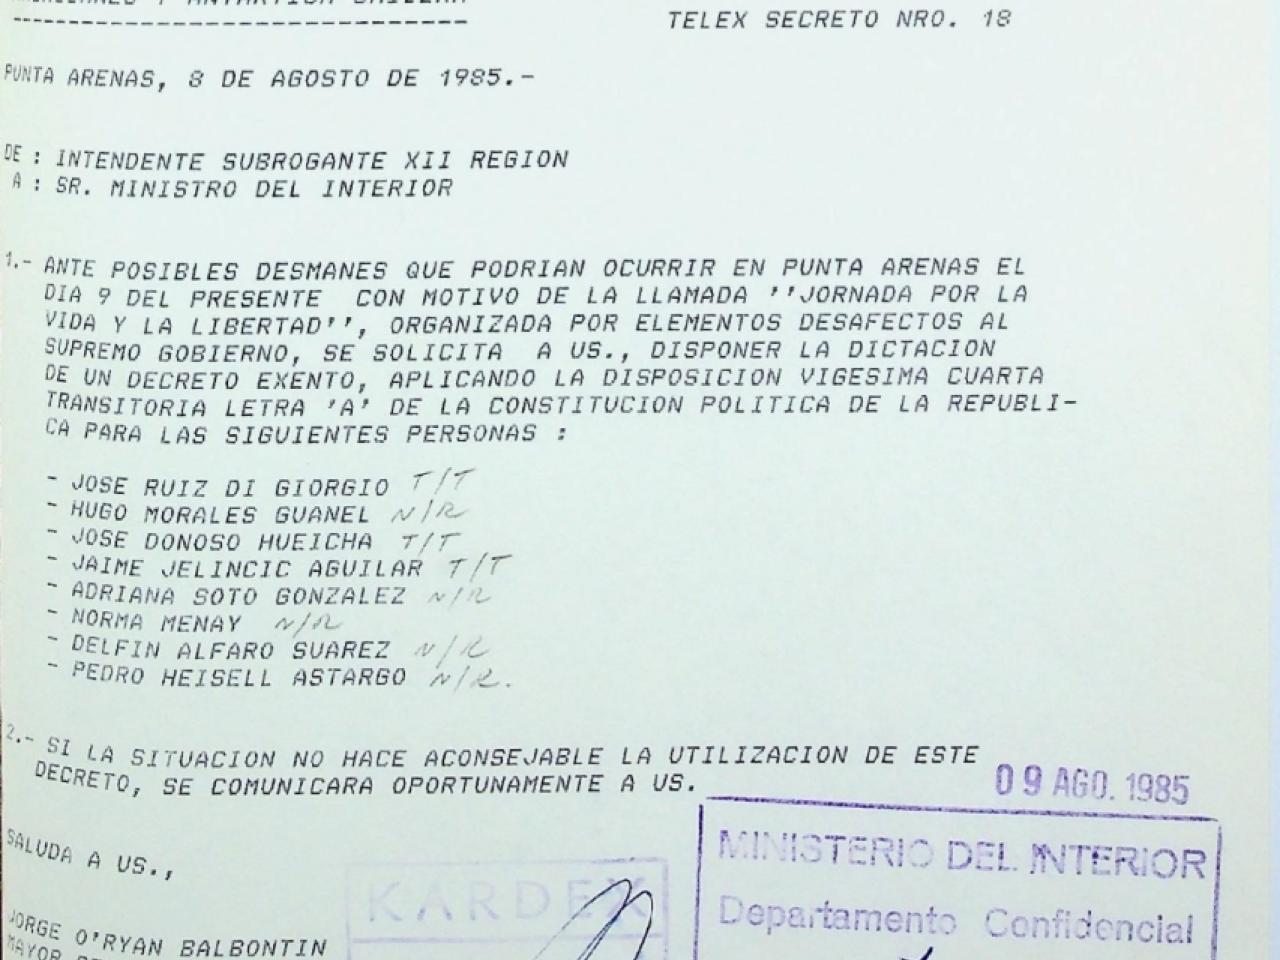 Y ANTARTICA CHILENA
TELEX SECRETO NRO. 18
PUNTA ARENAS, 8 DE AGOSTO DE 1985.-
DE : INTENDENTE SUBROGANTE XII REGION
A : SR. MINISTRO DEL INTERIOR
1.- ANTE POSIBLES DESMANES QUE PODRIAN OCURRIR EN PUNTA ARENAS EL
DIA 9 DEL PRESENTE CON MOTIVO DE LA LLAMADA ''JORNADA POR LA
VIDA Y LA LIBERTAD'', ORGANIZADA POR ELEMENTOS DESAFECTOS AL
SUPREMO GOBIERNO, SE SOLICITA A US., DISPONER LA DICTACION
DE UN DECRETO EXENTO, APLICANDO LA DISPOSICION VIGESIMA CUARTA
TRANSITORIA LETRA 'A' DE LA CONSTITUCION POLITICA DE LA REPUBLI-
CA PARA LAS SIGUIENTES PERSONAS :
- JOSE RUIZ DI GIORGIO T/T
- HUGO MORALES GUANEL N/R
- JOSE DONOSO HUEICHA T/T
- JAIME JELINCIC AGUILAR T/T
- ADRIANA SOTO GONZALEZ N/R
- NORMA MENAY N/R
- DELFIN ALFARO SUAREZ N/R
- PEDRO HEISELL ASTARGO N/R.
2.- SI LA SITUACION NO HACE ACONSEJABLE LA UTILIZACION DE ESTE
DECRETO, SE COMUNICARA OPORTUNAMENTE A US.
09 AGO. 1985
MINISTERIO DEL INTERIOR
Departamento Confidencial
SALUDA A US.,
KARDEX
JORGE O'RYAN BALBONTIN
MAYOR